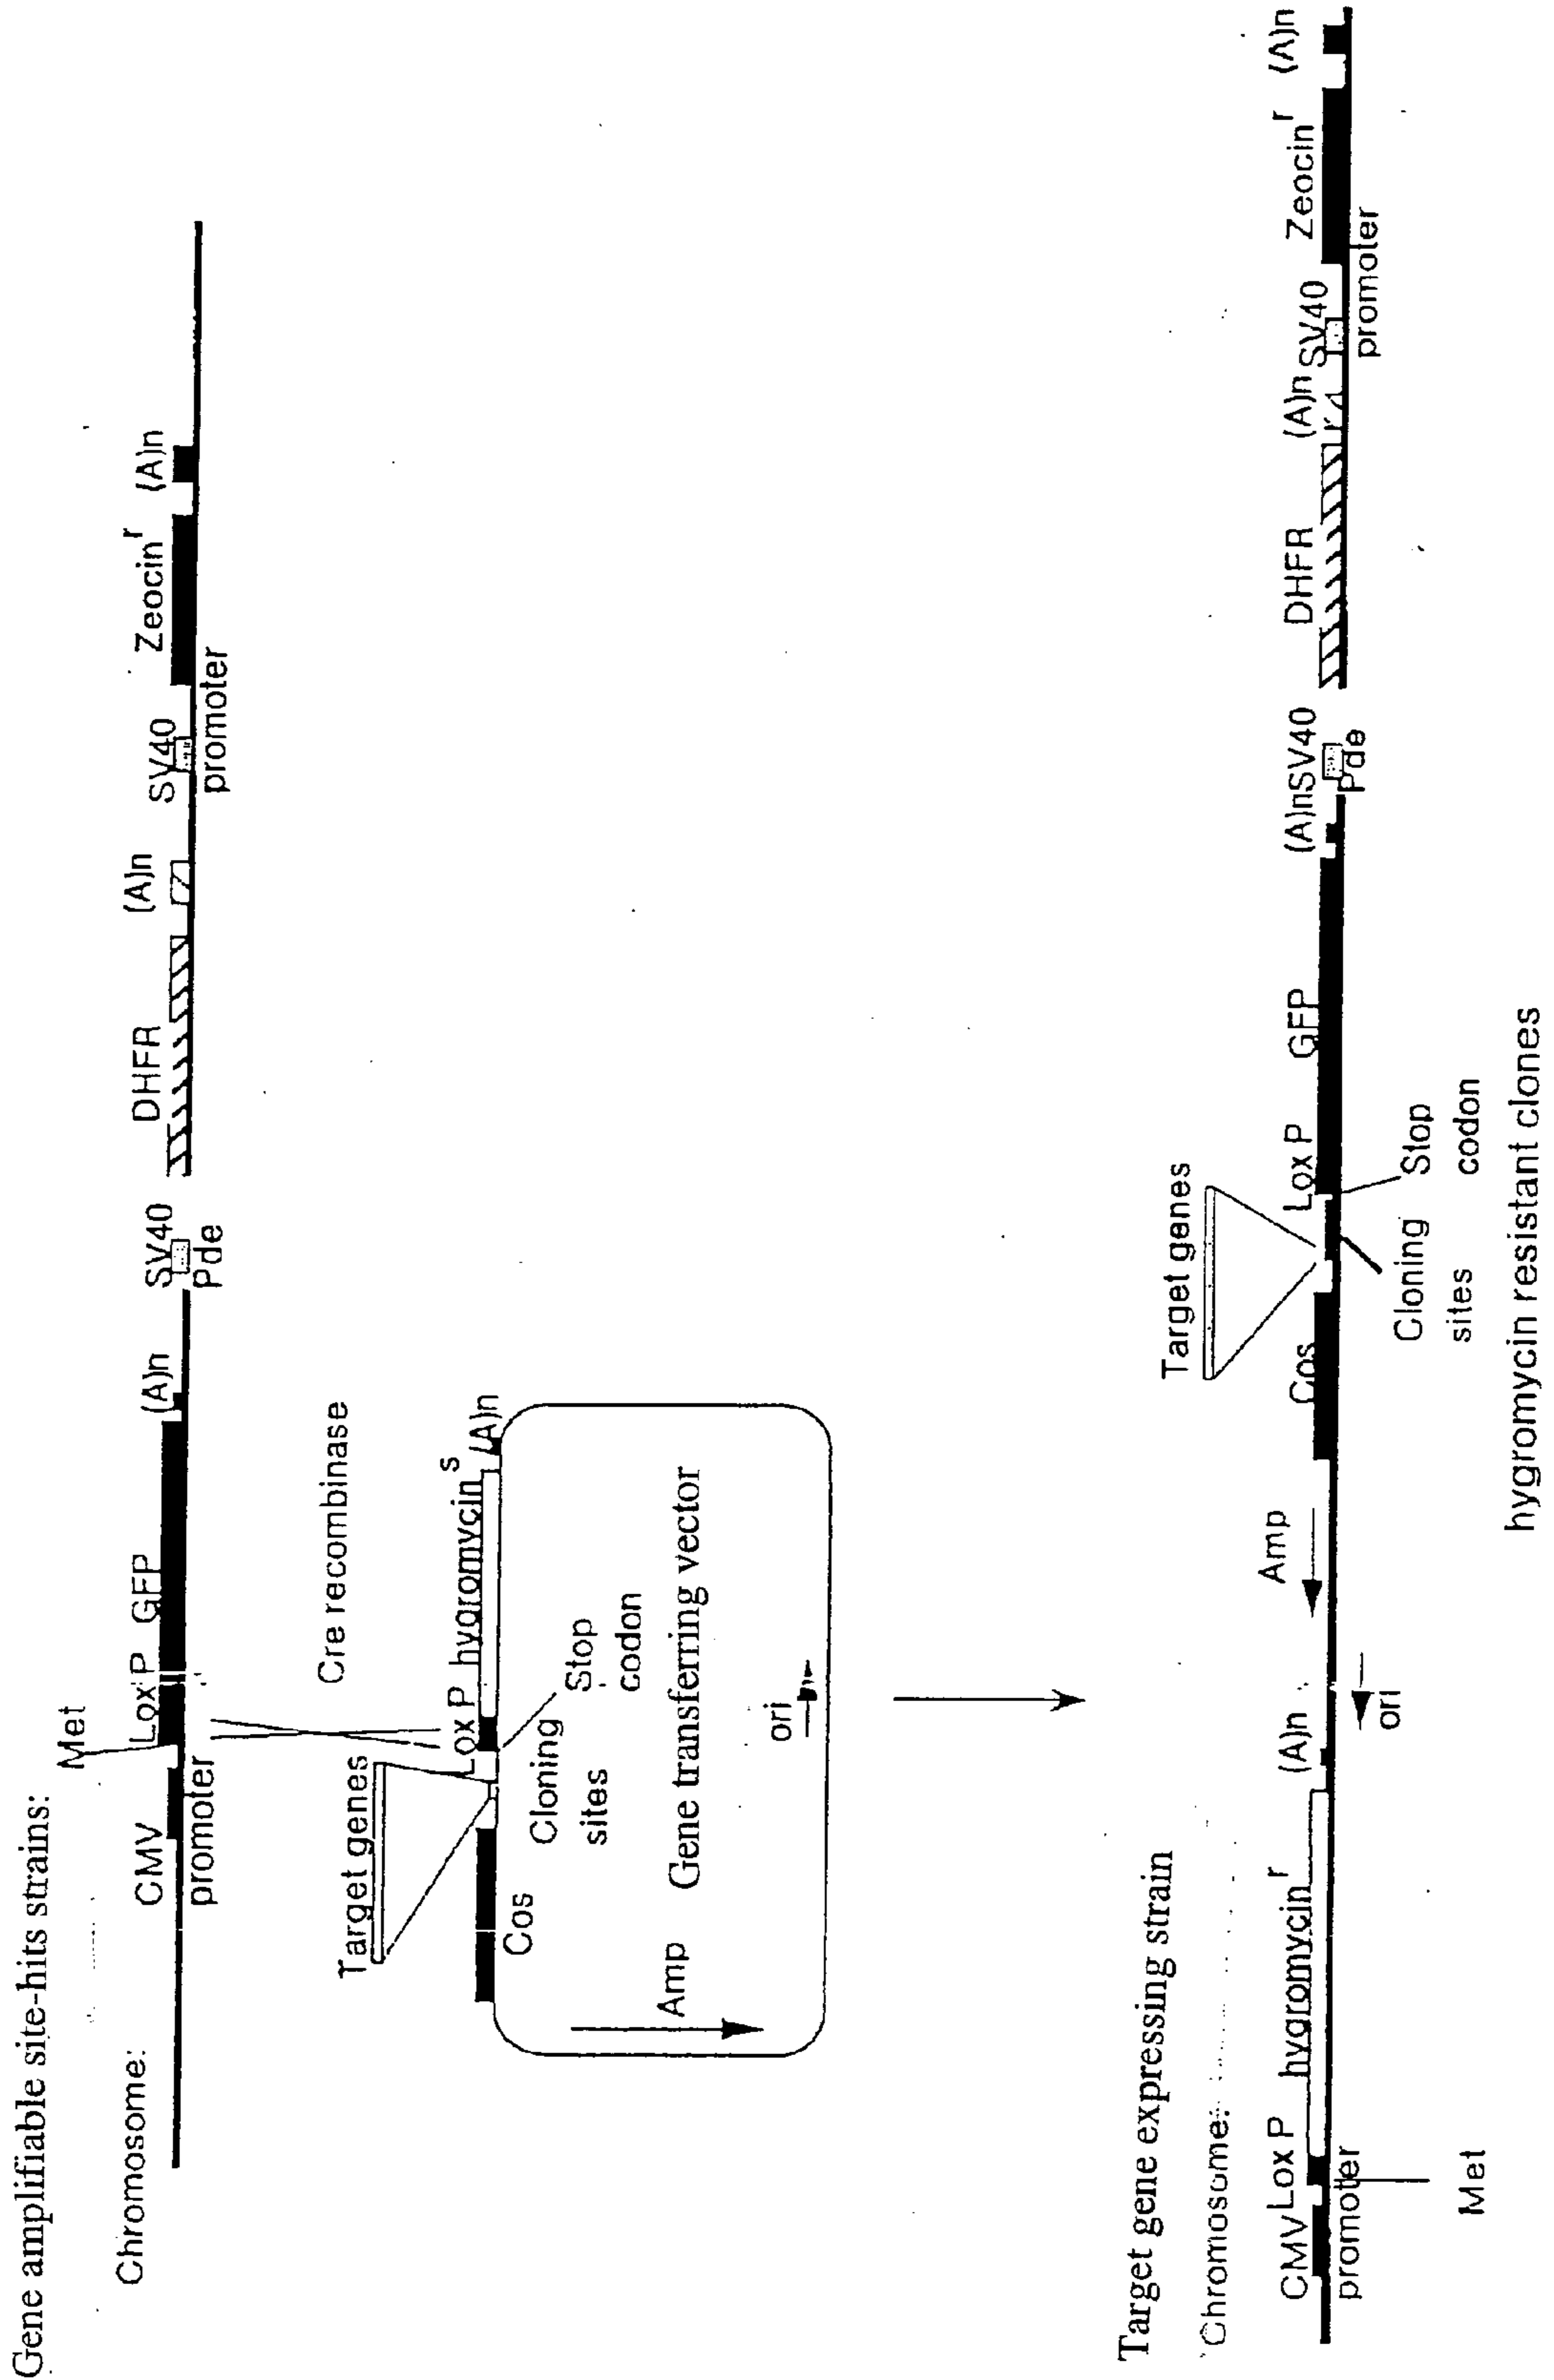 Gene amplifiable site-hits strains:
Met
Chromosome:
CMV
promoter
Lox P
GFP
(A)n
SV40
Pde
DHFR
(A)n
SV40
promoter
Zeocin r
(A)n
Cre recombinase
Target genes
Lox P
hygromycin s
(A)n
Cos
Cloning
sites
Stop
codon
Amp
Gene transferring vector
ori
Target gene expressing strain
Chromosome:
CMV
promoter
Lox P
hygromycin r
(A)n
Met
ori
Amp
Cos
Target genes
Lox P
GFP
Cloning
sites
Stop
codon
(A)n
SV40
Pde
DHFR
(A)n
SV40
promoter
Zeocin r
(A)n
hygromycin resistant clones